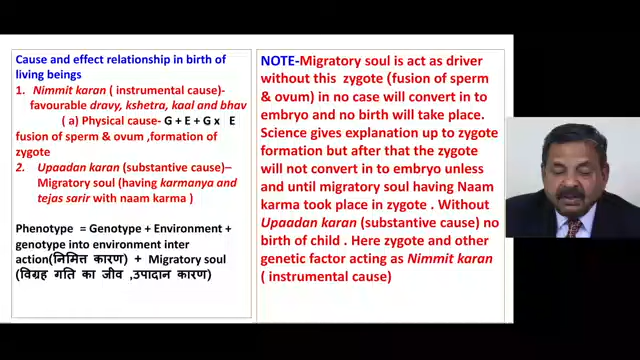 Cause and effect relationship in birth of
living beings
1. Nimmit karan ( instrumental cause)-
favourable dravy, kshetra, kaal and bhav
( a) Physical cause- G + E + G x E
fusion of sperm & ovum ,formation of
zygote
2. Upaadan karan (substantive cause)–
Migratory soul (having karmanya and
tejas sarir with naam karma )
Phenotype = Genotype + Environment +
genotype into environment inter
action(निमित्त कारण) + Migratory soul
(विग्रह गति का जीव ,उपादान कारण)
NOTE-Migratory soul is act as driver
without this zygote (fusion of sperm
& ovum) in no case will convert in to
embryo and no birth will take place.
Science gives explanation up to zygote
formation but after that the zygote
will not convert in to embryo unless
and until migratory soul having Naam
karma took place in zygote . Without
Upaadan karan (substantive cause) no
birth of child . Here zygote and other
genetic factor acting as Nimmit karan
( instrumental cause)